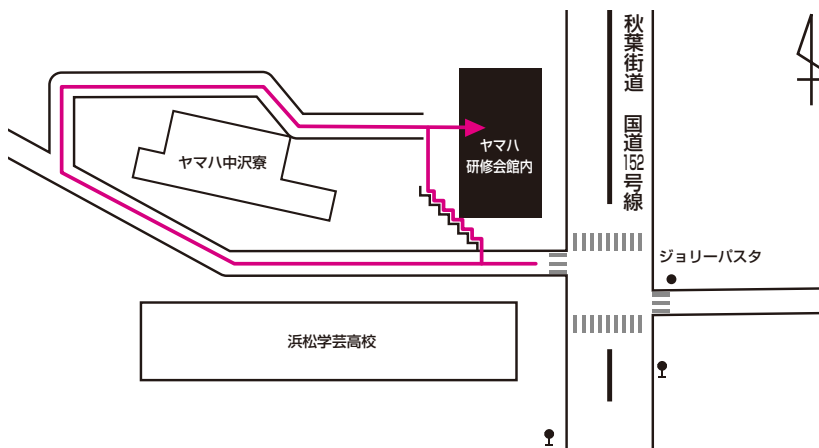 秋葉街道 国道152号線
ヤマハ
研修会館内
ヤマハ中沢寮
ジョリーパスタ
浜松学芸高校